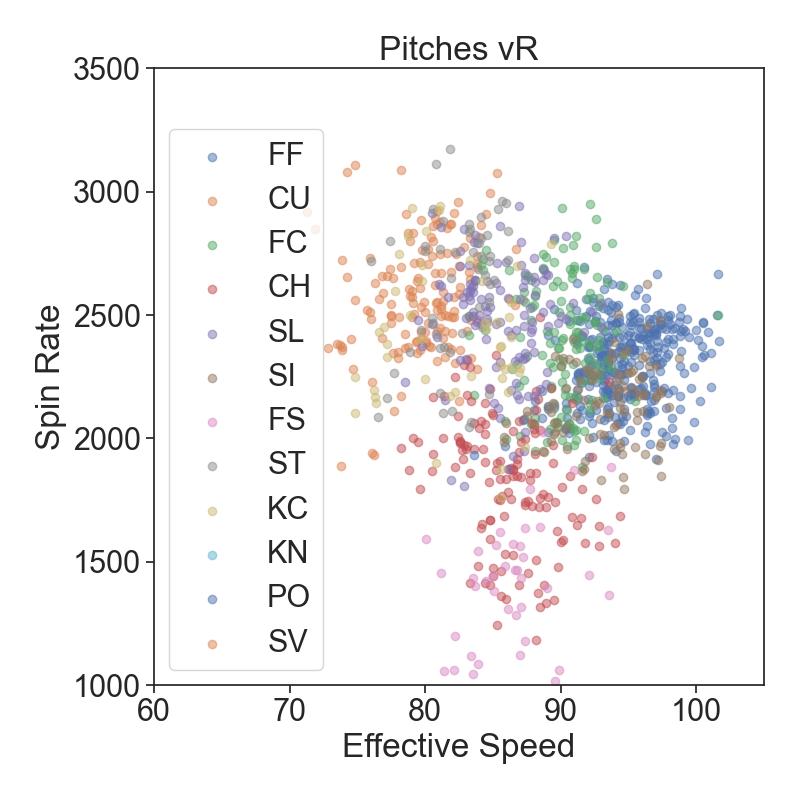 Pitches vR
3500
3000
2500
2000
1500
1000
Spin Rate
FF
CU
FC
CH
SL
SI
FS
ST
KC
KN
PO
SV
60 70 80 90 100
Effective Speed